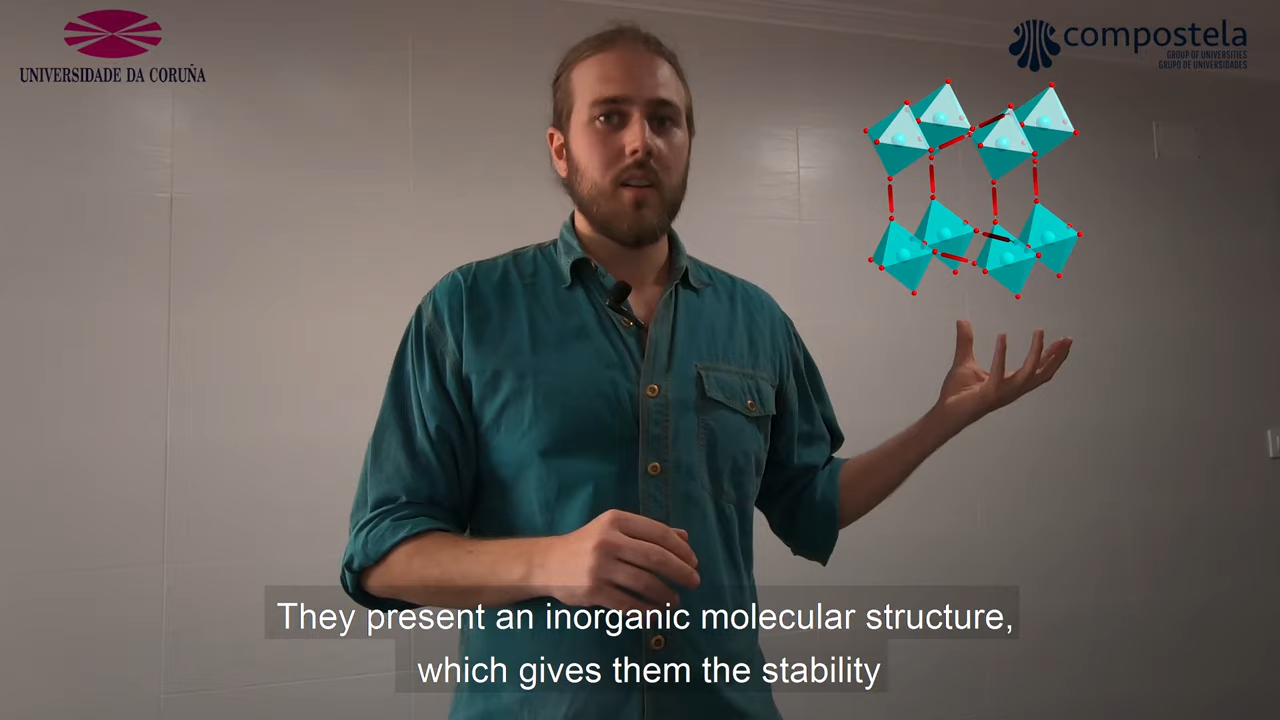 UNIVERSIDADE DA CORUÑA
compostela
GROUP OF UNIVERSITIES
GRUPO DE UNIVERSIDADES
They present an inorganic molecular structure,
which gives them the stability